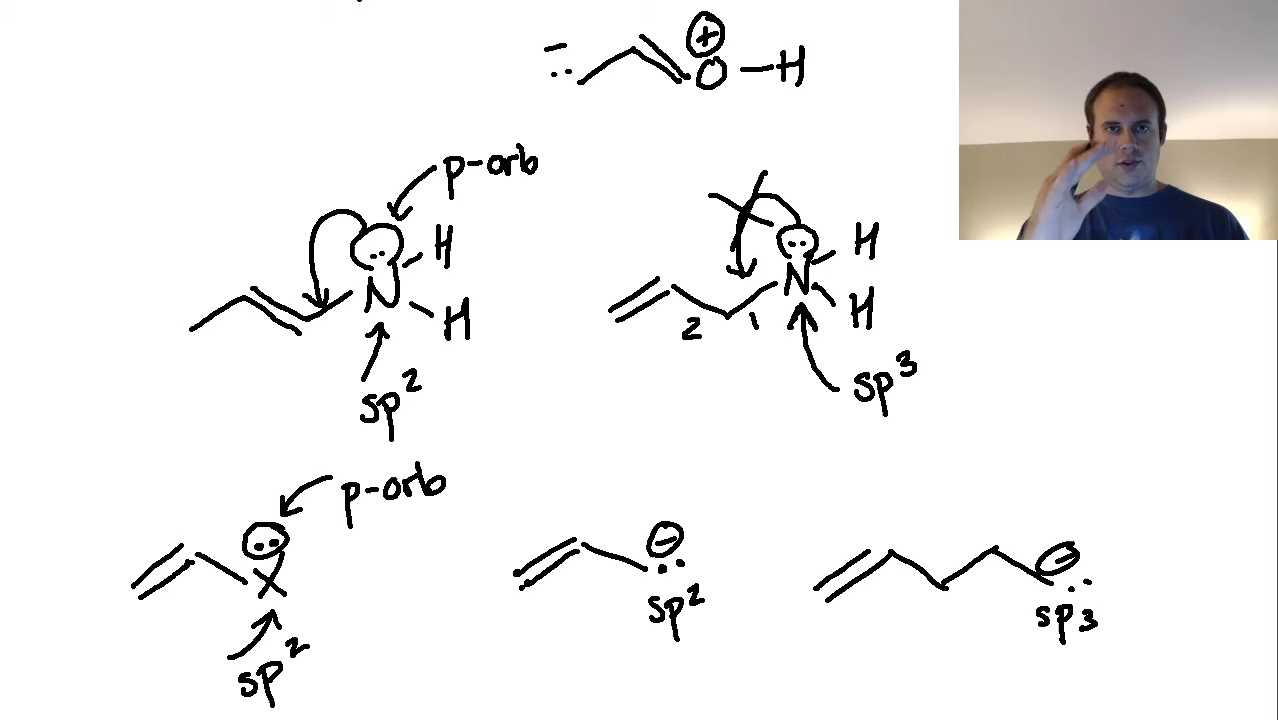 ⊕
O–H
p-orb
H
N
H
sp²
H
N
H
2 1
sp³
p-orb
X
sp²
⊖
sp²
⊖
sp3